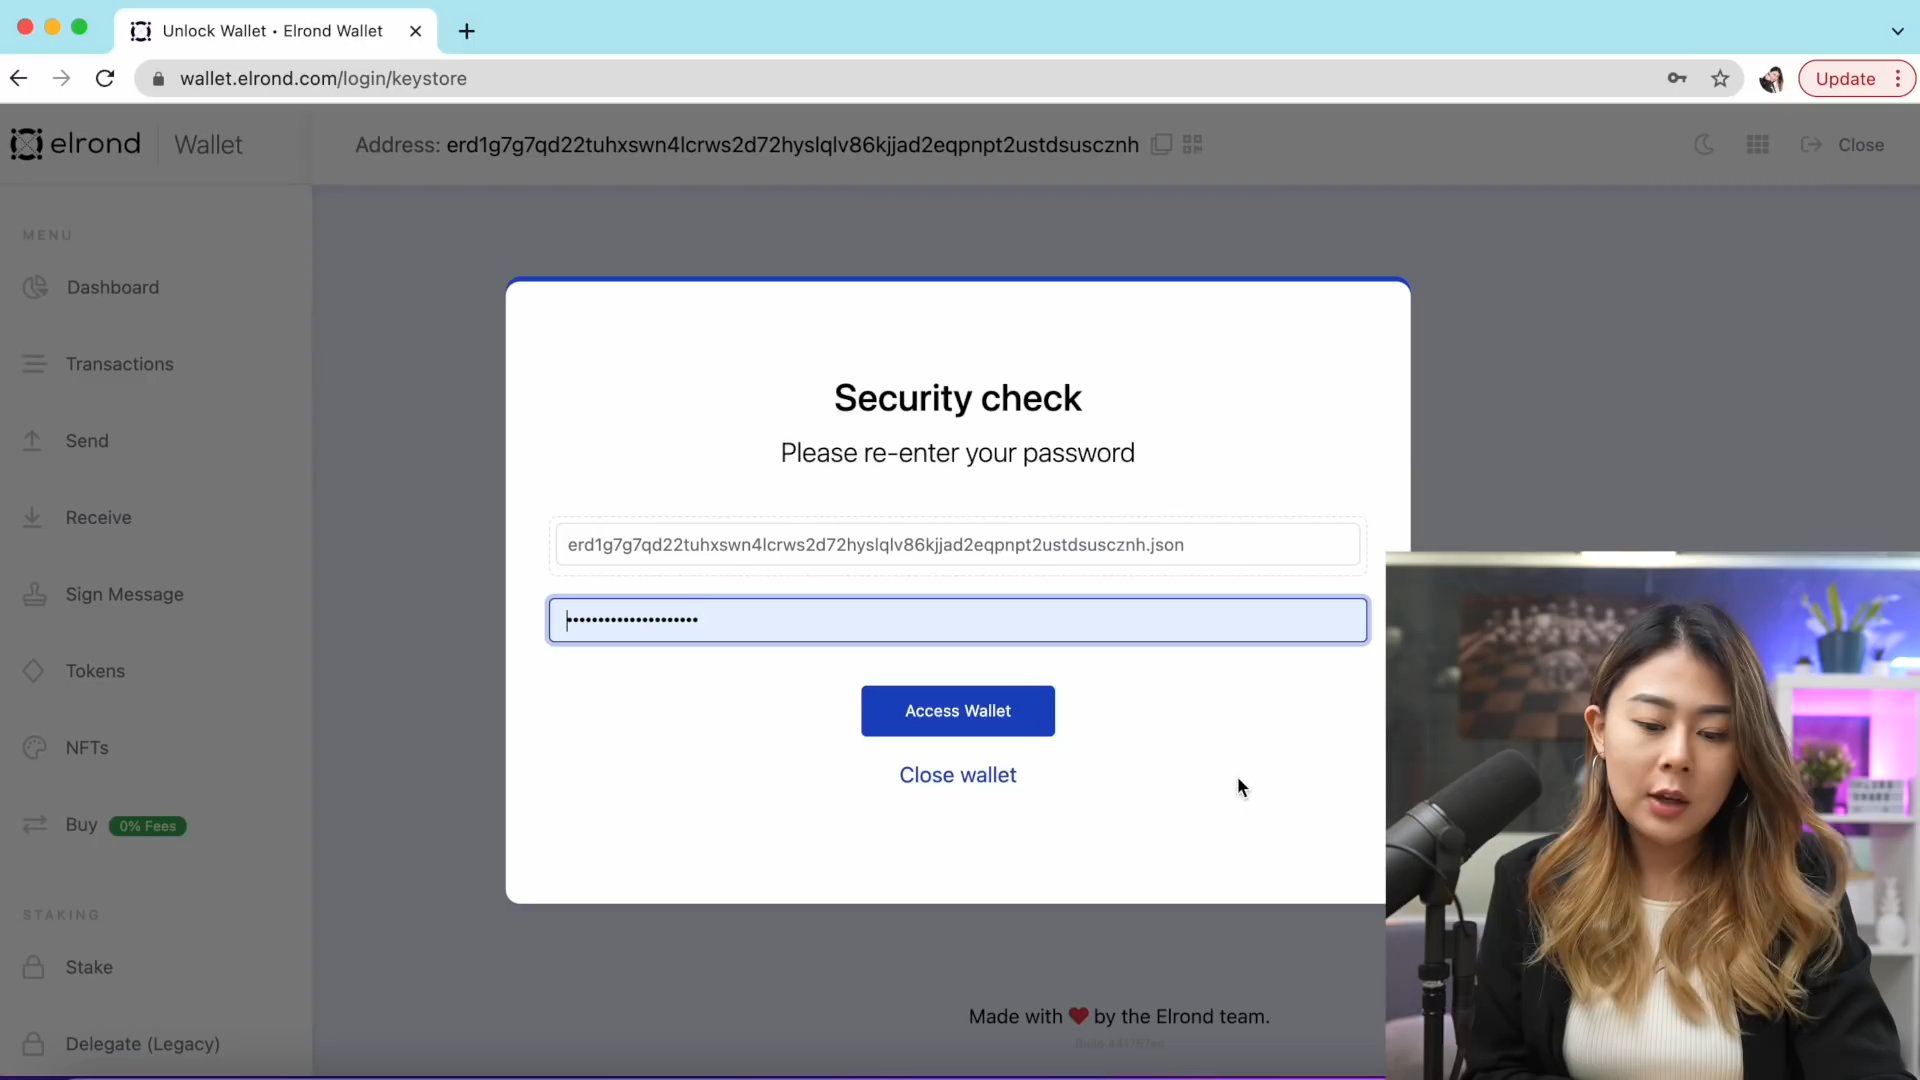 Unlock Wallet • Elrond Wallet
wallet.elrond.com/login/keystore
Update
elrond
Wallet
Address: erd1g7g7qd22tuhxswn4lcrws2d72hyslqlv86kjjad2eqpnpt2ustdsuscznh
Close
MENU
Dashboard
Transactions
Send
Receive
Sign Message
Tokens
NFTs
Buy 0% Fees
STAKING
Stake
Delegate (Legacy)
Security check
Please re-enter your password
erd1g7g7qd22tuhxswn4lcrws2d72hyslqlv86kjjad2eqpnpt2ustdsuscznh.json
•••••••••••••••••••••
Access Wallet
Close wallet
Made with ❤ by the Elrond team.